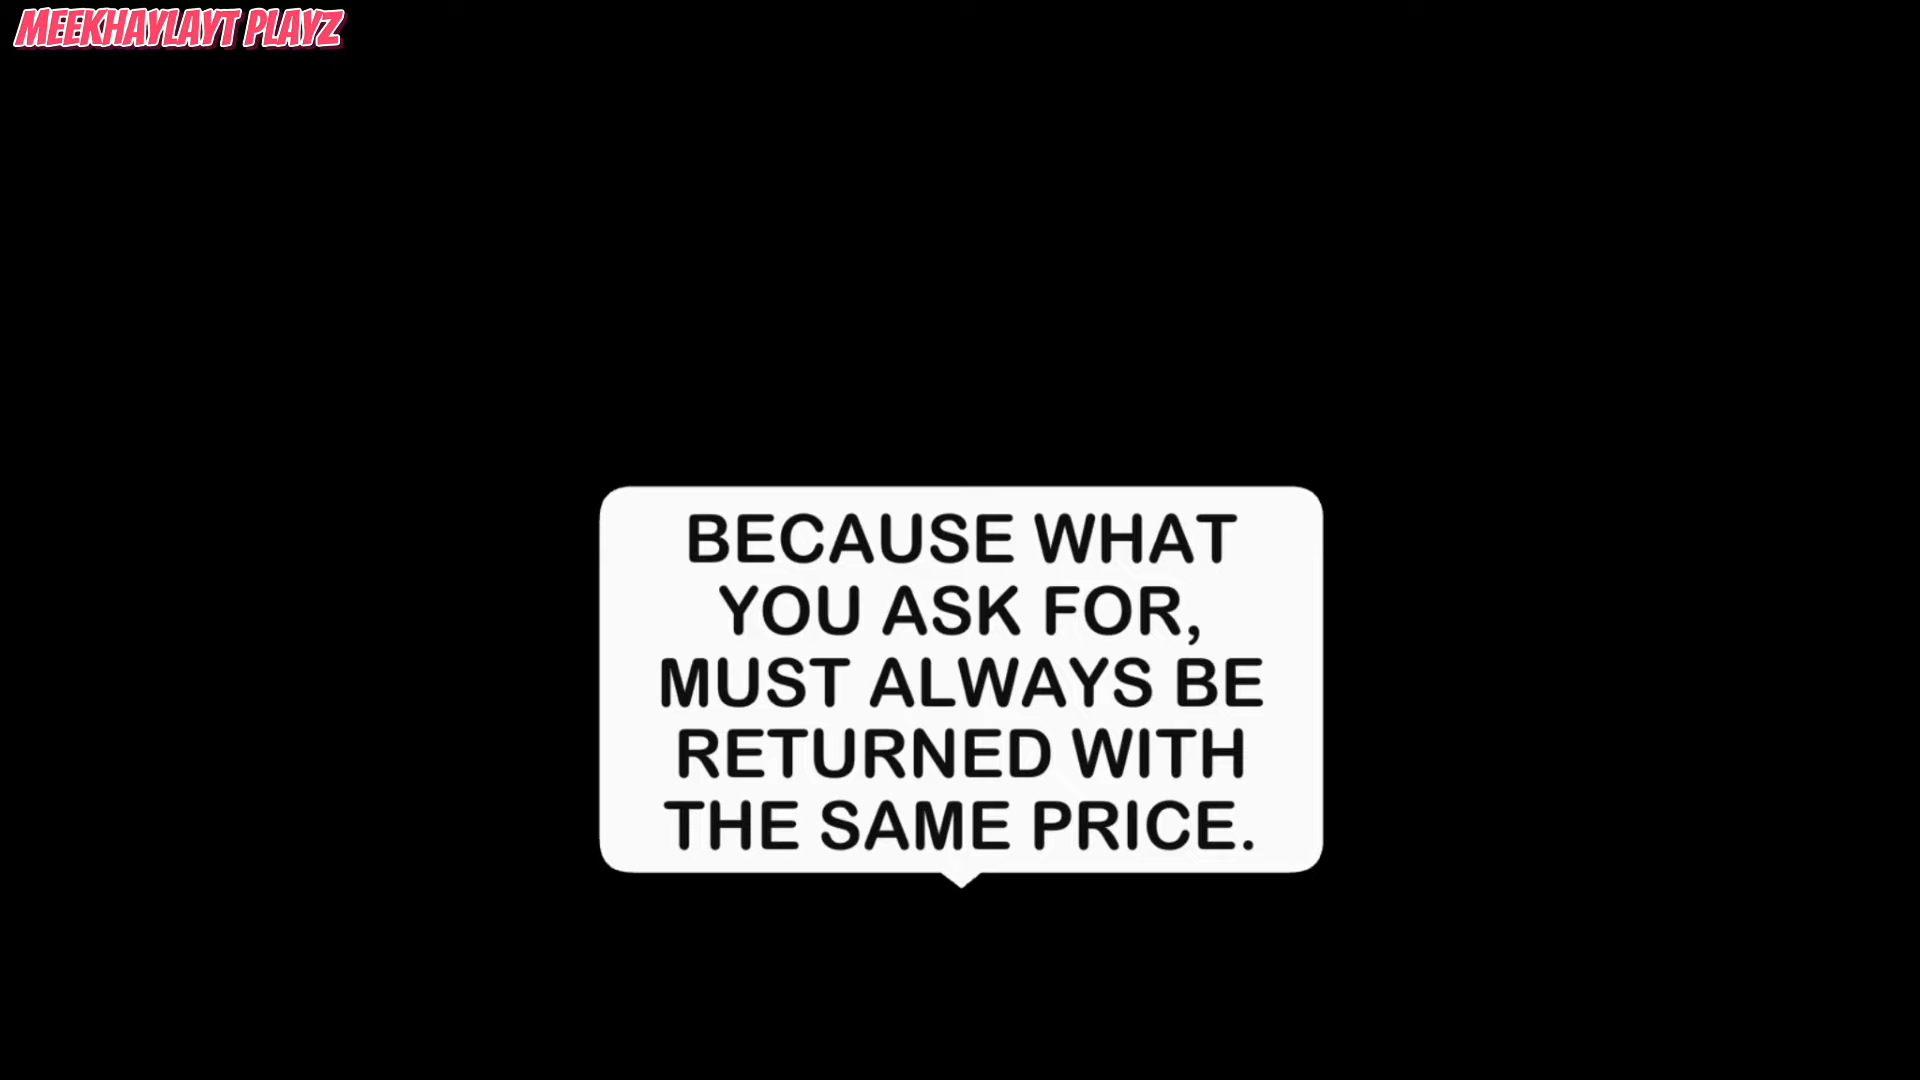 MEEKHAYLAYT PLAYZ
BECAUSE WHAT
YOU ASK FOR,
MUST ALWAYS BE
RETURNED WITH
THE SAME PRICE.